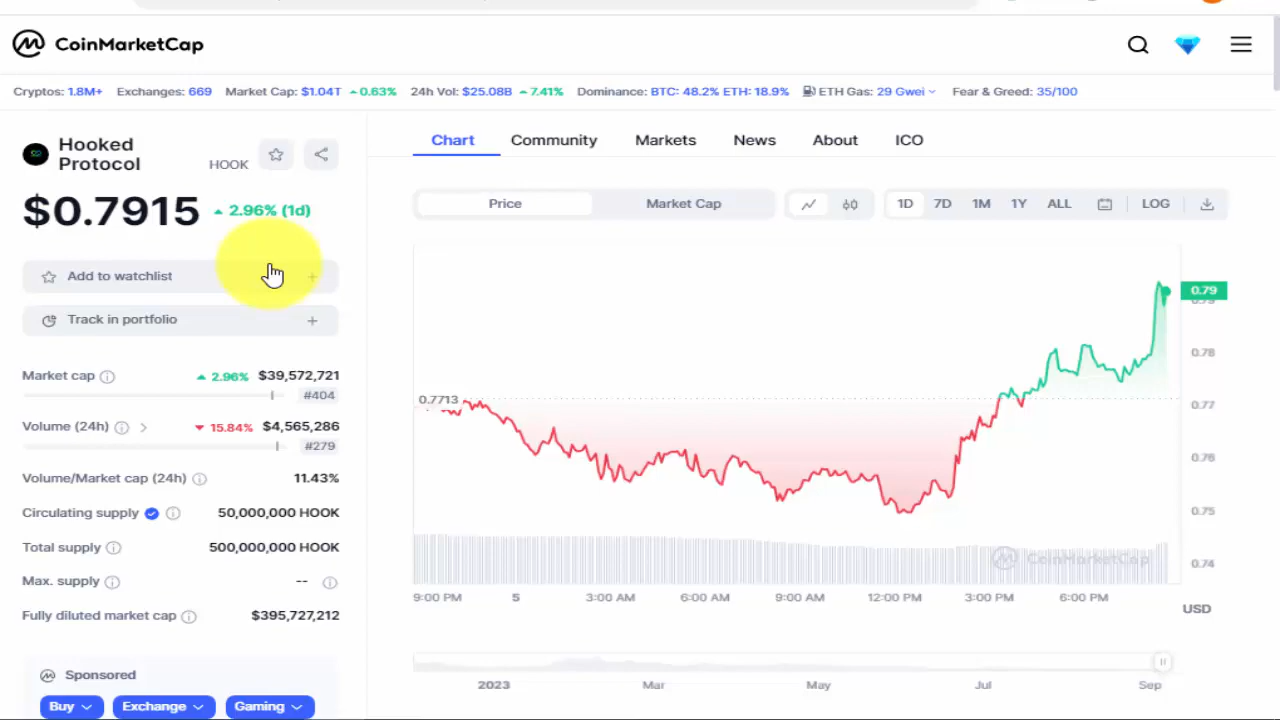 CoinMarketCap
Cryptos: 1.8M+ Exchanges: 669 Market Cap: $1.04T 0.63% 24h Vol: $25.08B 7.41% Dominance: BTC: 48.2% ETH: 18.9% ETH Gas: 29 Gwei Fear & Greed: 35/100
Hooked
Protocol HOOK
$0.7915 2.96% (1d)
Add to watchlist +
Track in portfolio +
Market cap 2.96% $39,572,721
#404
Volume (24h) 15.84% $4,565,286
#279
Volume/Market cap (24h) 11.43%
Circulating supply 50,000,000 HOOK
Total supply 500,000,000 HOOK
Max. supply --
Fully diluted market cap $395,727,212
Sponsored
Buy Exchange Gaming
Chart Community Markets News About ICO
Price Market Cap 1D 7D 1M 1Y ALL LOG
0.79
0.79
0.78
0.7713
0.77
0.76
0.75
CoinMarketCap
0.74
9:00 PM 5 3:00 AM 6:00 AM 9:00 AM 12:00 PM 3:00 PM 6:00 PM
USD
2023 Mar May Jul Sep